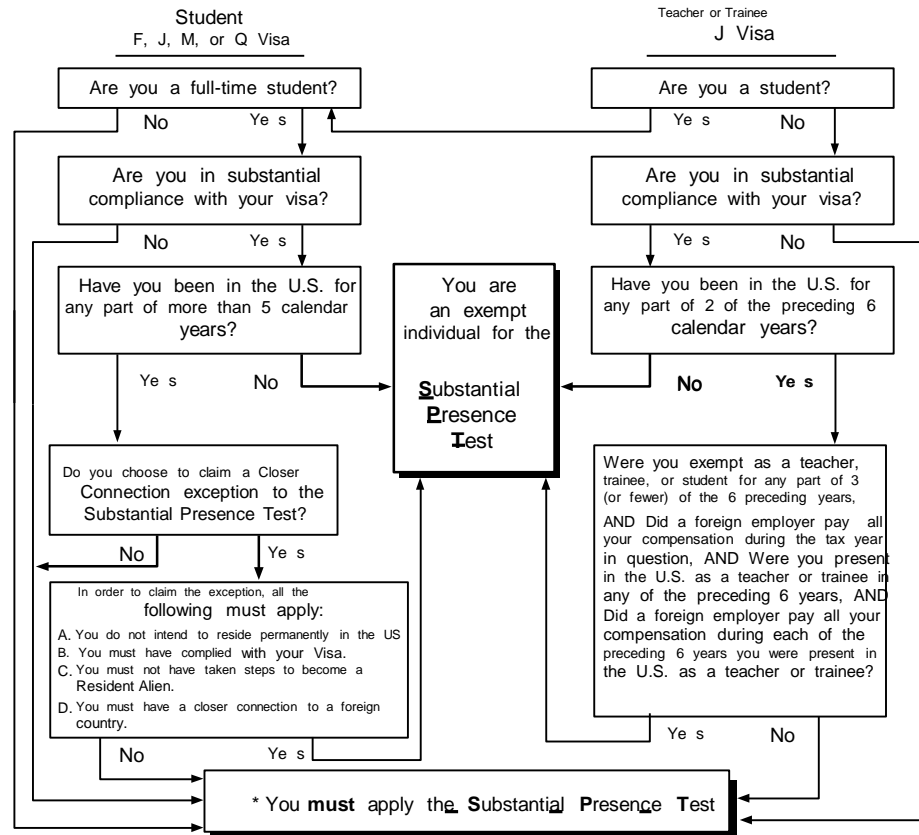 Student
F, J, M, or Q Visa
Are you a full-time student?
No Ye s
Are you in substantial
compliance with your visa?
No Ye s
Have you been in the U.S. for
any part of more than 5 calendar
years?
Ye s No
Do you choose to claim a Closer
Connection exception to the
Substantial Presence Test?
No Ye s
In order to claim the exception, all the
following must apply:
A. You do not intend to reside permanently in the US
B. You must have complied with your Visa.
C. You must not have taken steps to become a
Resident Alien.
D. You must have a closer connection to a foreign
country.
No Ye s
You are
an exempt
individual for the
Substantial
Presence
Test
Teacher or Trainee
J Visa
Are you a student?
Ye s No
Are you in substantial
compliance with your visa?
Ye s No
Have you been in the U.S. for
any part of 2 of the preceding 6
calendar years?
No Ye s
Were you exempt as a teacher,
trainee, or student for any part of 3
(or fewer) of the 6 preceding years,
AND Did a foreign employer pay all
your compensation during the tax year
in question, AND Were you present
in the U.S. as a teacher or trainee in
any of the preceding 6 years, AND
Did a foreign employer pay all your
compensation during each of the
preceding 6 years you were present in
the U.S. as a teacher or trainee?
Ye s No
* You must apply the Substantial Presence Test